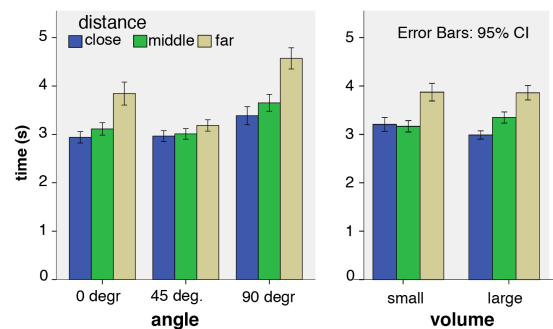 distance
close middle far
Error Bars: 95% CI
time (s)
5
4
3
2
1
0
0 degr 45 deg. 90 degr
angle
5
4
3
2
1
0
small large
volume